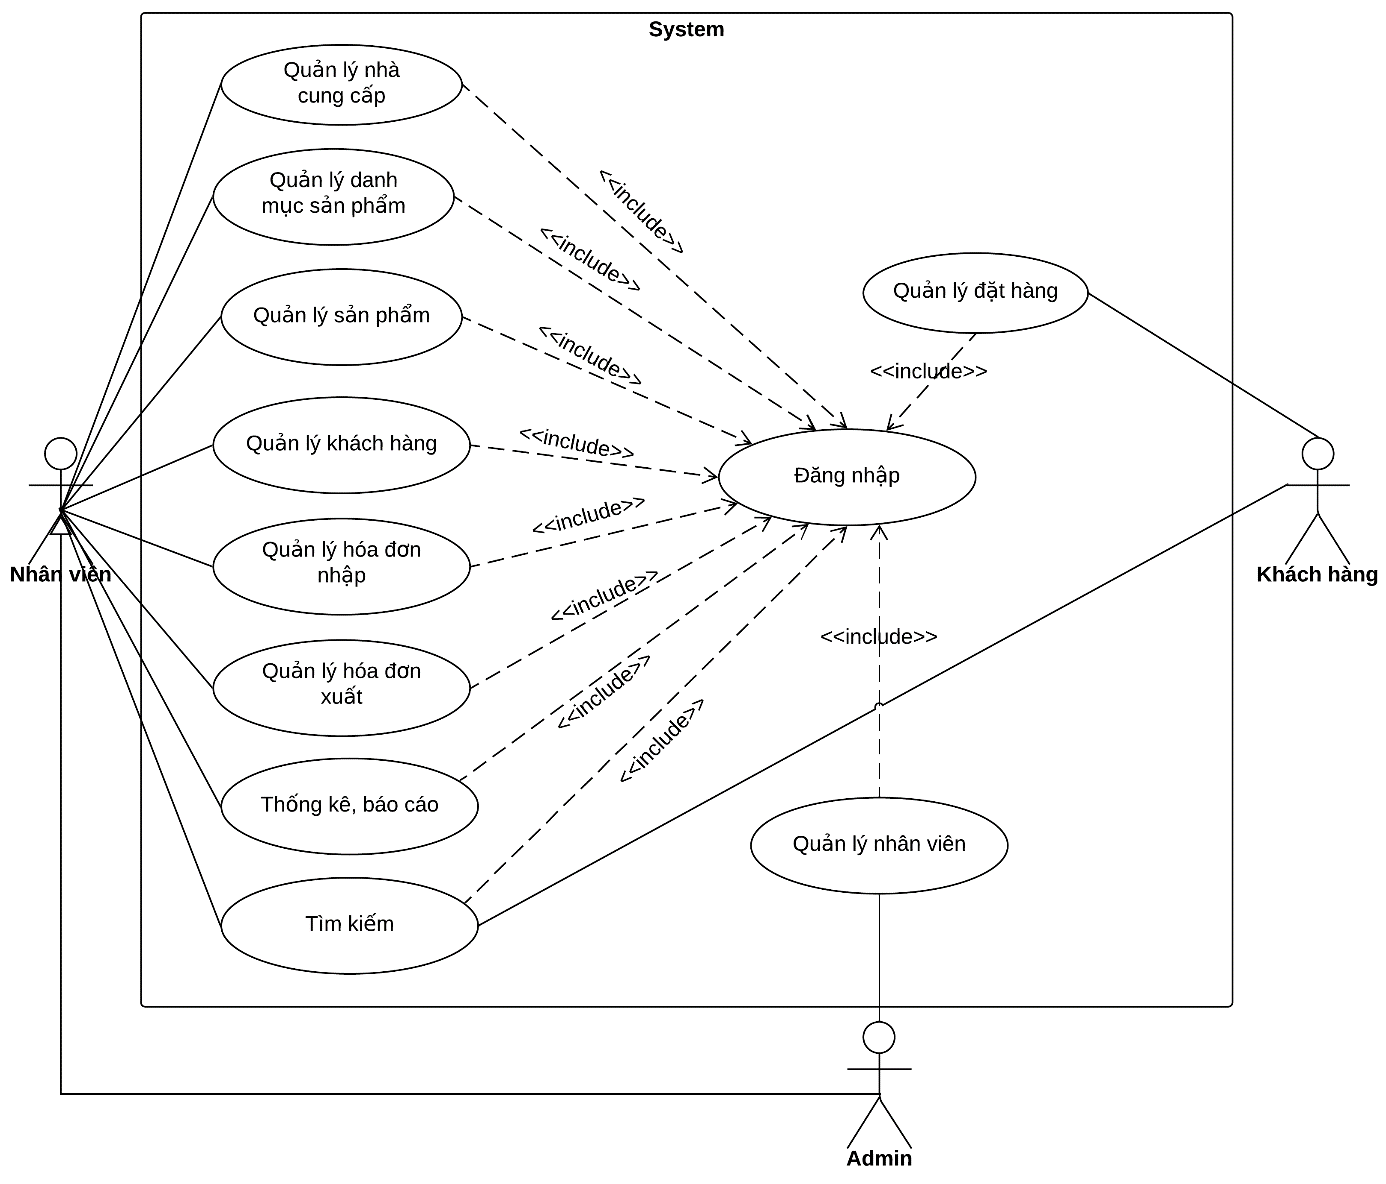 System
Quản lý nhà
cung cấp
<<include>>
Quản lý danh
mục sản phẩm
<<include>>
Quản lý sản phẩm
<<include>>
Quản lý đặt hàng
<<include>>
Quản lý khách hàng
<<include>>
Đăng nhập
Quản lý hóa đơn
nhập
<<include>>
Nhân viên
Khách hàng
<<include>>
Quản lý hóa đơn
xuất
<<include>>
<<include>>
Thống kê, báo cáo
<<include>>
Quản lý nhân viên
Tìm kiếm
Admin